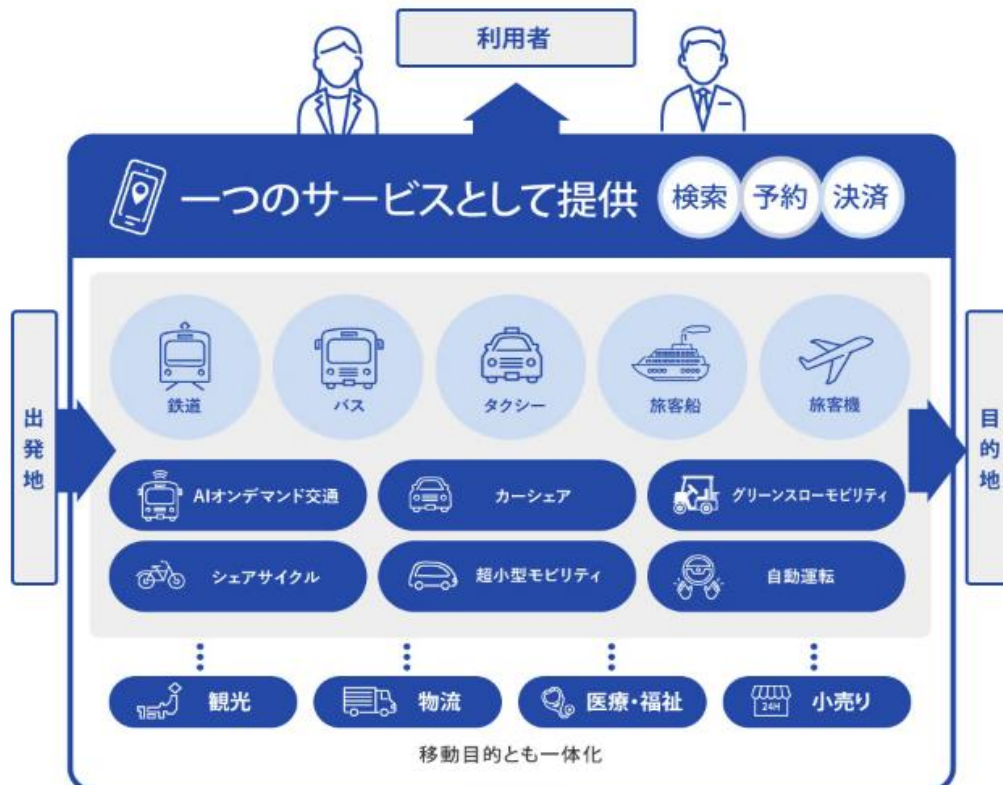 利用者
一つのサービスとして提供 検索 予約 決済
出発地
鉄道 バス タクシー 旅客船 旅客機
目的地
AIオンデマンド交通 カーシェア グリーンスローモビリティ
シェアサイクル 超小型モビリティ 自動運転
観光 物流 医療・福祉 24H 小売り
移動目的とも一体化